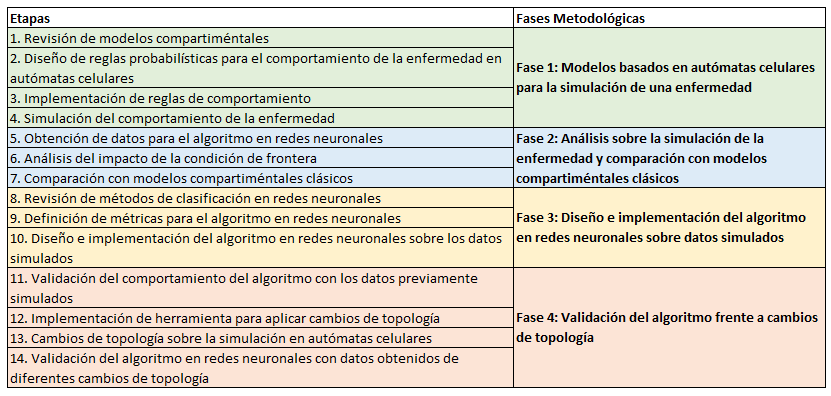 Etapas
Fases Metodológicas
1. Revisión de modelos compartiméntales
2. Diseño de reglas probabilísticas para el comportamiento de la enfermedad en
autómatas celulares
3. Implementación de reglas de comportamiento
4. Simulación del comportamiento de la enfermedad
Fase 1: Modelos basados en autómatas celulares
para la simulación de una enfermedad
5. Obtención de datos para el algoritmo en redes neuronales
6. Análisis del impacto de la condición de frontera
7. Comparación con modelos compartiméntales clásicos
Fase 2: Análisis sobre la simulación de la
enfermedad y comparación con modelos
compartiméntales clásicos
8. Revisión de métodos de clasificación en redes neuronales
9. Definición de métricas para el algoritmo en redes neuronales
10. Diseño e implementación del algoritmo en redes neuronales sobre los datos
simulados
Fase 3: Diseño e implementación del algoritmo
en redes neuronales sobre datos simulados
11. Validación del comportamiento del algoritmo con los datos previamente
simulados
12. Implementación de herramienta para aplicar cambios de topología
13. Cambios de topología sobre la simulación en autómatas celulares
14. Validación del algoritmo en redes neuronales con datos obtenidos de
diferentes cambios de topología
Fase 4: Validación del algoritmo frente a cambios
de topología